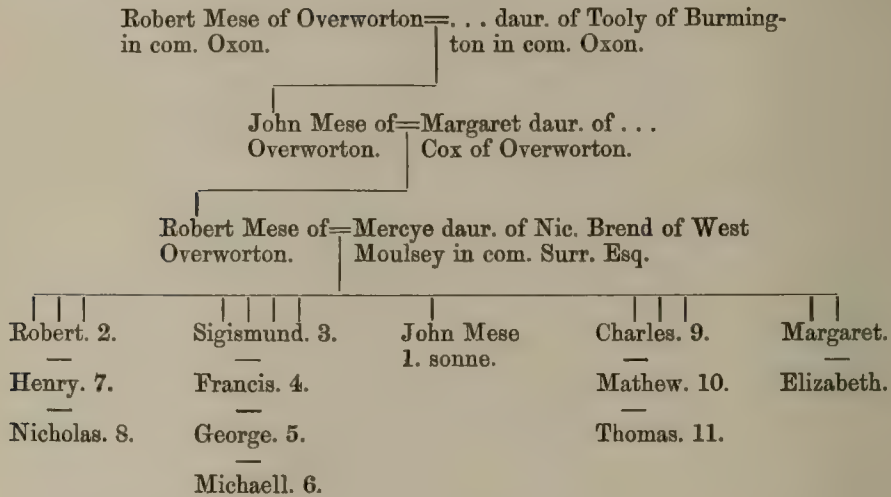 Robert Mese of Overworton=. . . daur. of Tooly of Burming-
in com. Oxon. ton in com. Oxon.
John Mese of=Margaret daur. of . . .
Overworton. Cox of Overworton.
Robert Mese of=Mercye daur. of Nic. Brend of West
Overworton. Moulsey in com. Surr. Esq.
Robert. 2. Sigismund. 3. John Mese Charles. 9. Margaret.
1. sonne.
Henry. 7. Francis. 4. Mathew. 10. Elizabeth.
Nicholas. 8. George. 5. Thomas. 11.
Michaell. 6.